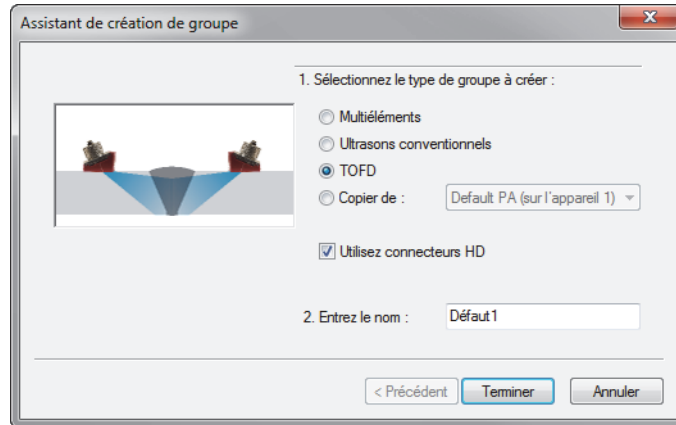 Assistant de création de groupe
1. Sélectionnez le type de groupe à créer :
Multiéléments
Ultrasons conventionnels
TOFD
Copier de :
Default PA (sur l'appareil 1)
Utilisez connecteurs HD
2. Entrez le nom :
Défaut1
< Précédent
Terminer
Annuler